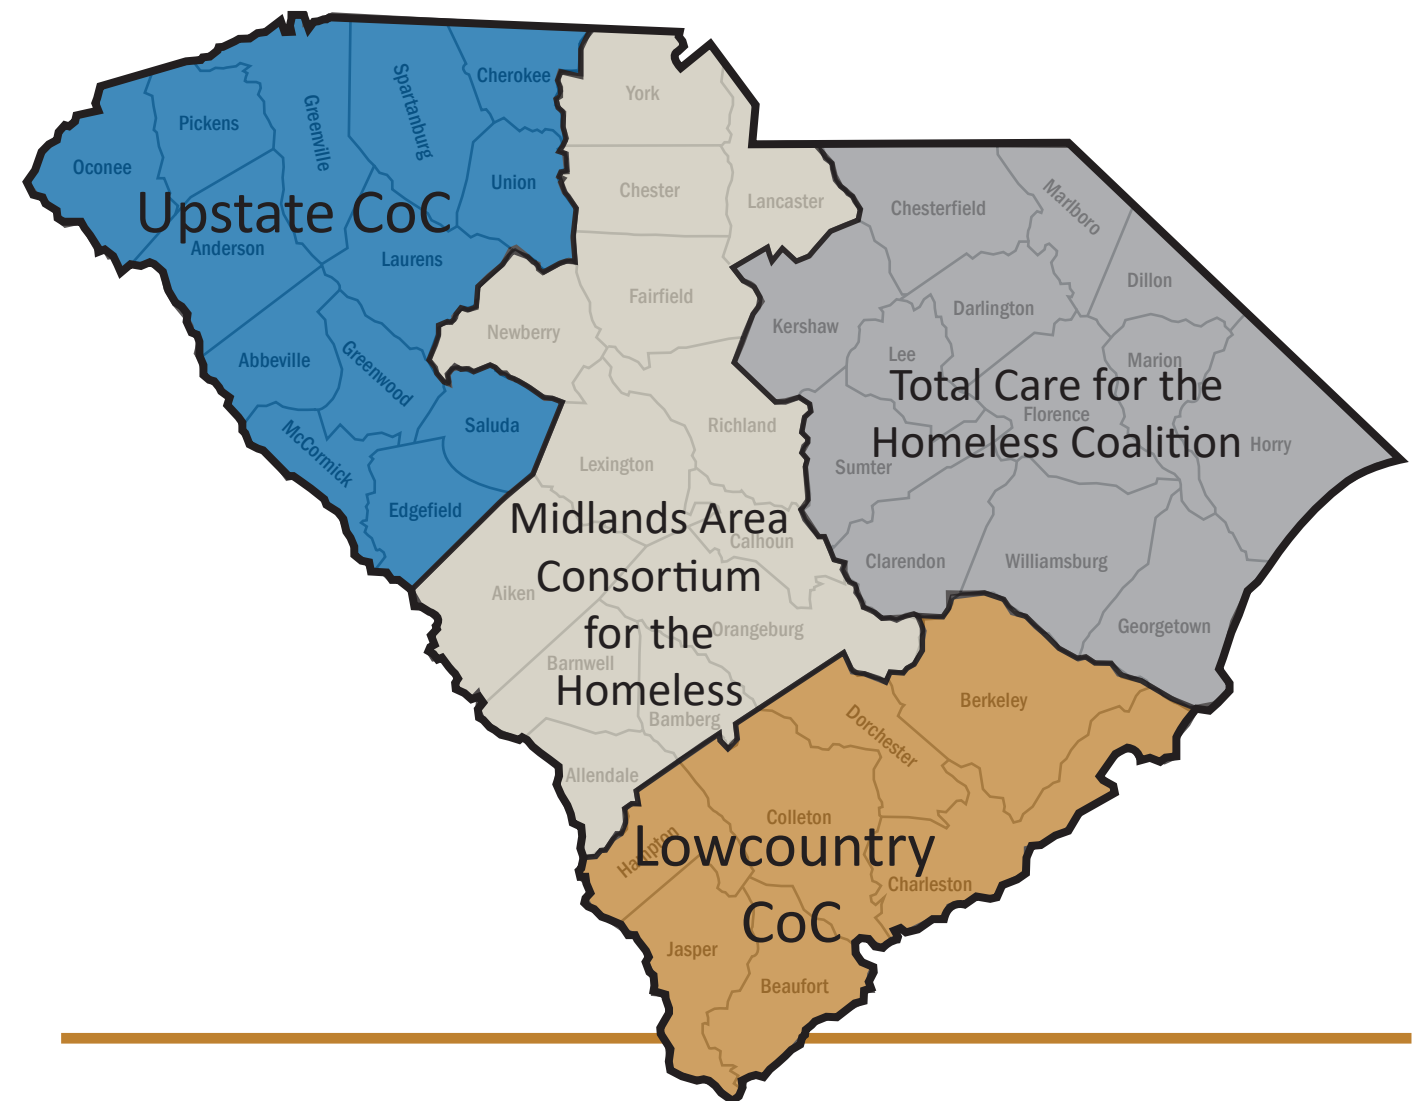 York
Cherokee
Spartanburg
Greenville
Pickens
Oconee
Union
Chester
Lancaster
Upstate CoC
Anderson
Laurens
Chesterfield
Marlboro
Dillon
Fairfield
Darlington
Kershaw
Newberry
Lee
Marion
Abbeville
Greenwood
Total Care for the
Florence
Homeless Coalition
Saluda
Richland
McCormick
Lexington
Sumter
Horry
Edgefield
Midlands Area
Calhoun
Consortium
Clarendon
Williamsburg
Aiken
for the
Orangeburg
Georgetown
Barnwell
Homeless
Bamberg
Berkeley
Dorchester
Allendale
Colleton
Hampton
Lowcountry
Charleston
CoC
Jasper
Beaufort